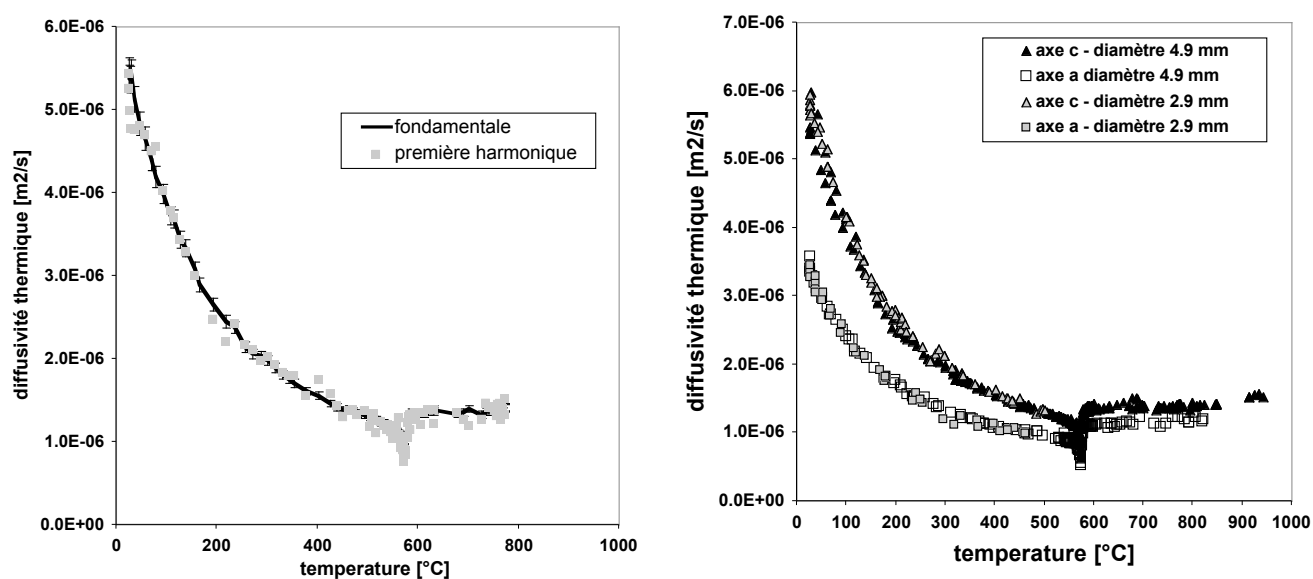 6.0E-06
5.0E-06
4.0E-06
3.0E-06
2.0E-06
1.0E-06
0.0E+00
diffusivité thermique [m2/s]
fondamentale
première harmonique
0
200
400
600
800
1000
temperature [°C]
7.0E-06
6.0E-06
5.0E-06
4.0E-06
3.0E-06
2.0E-06
1.0E-06
0.0E+00
diffusivité thermique [m2/s]
axe c - diamètre 4.9 mm
axe a diamètre 4.9 mm
axe c - diamètre 2.9 mm
axe a - diamètre 2.9 mm
0
100
200
300
400
500
600
700
800
900
1000
temperature [°C]